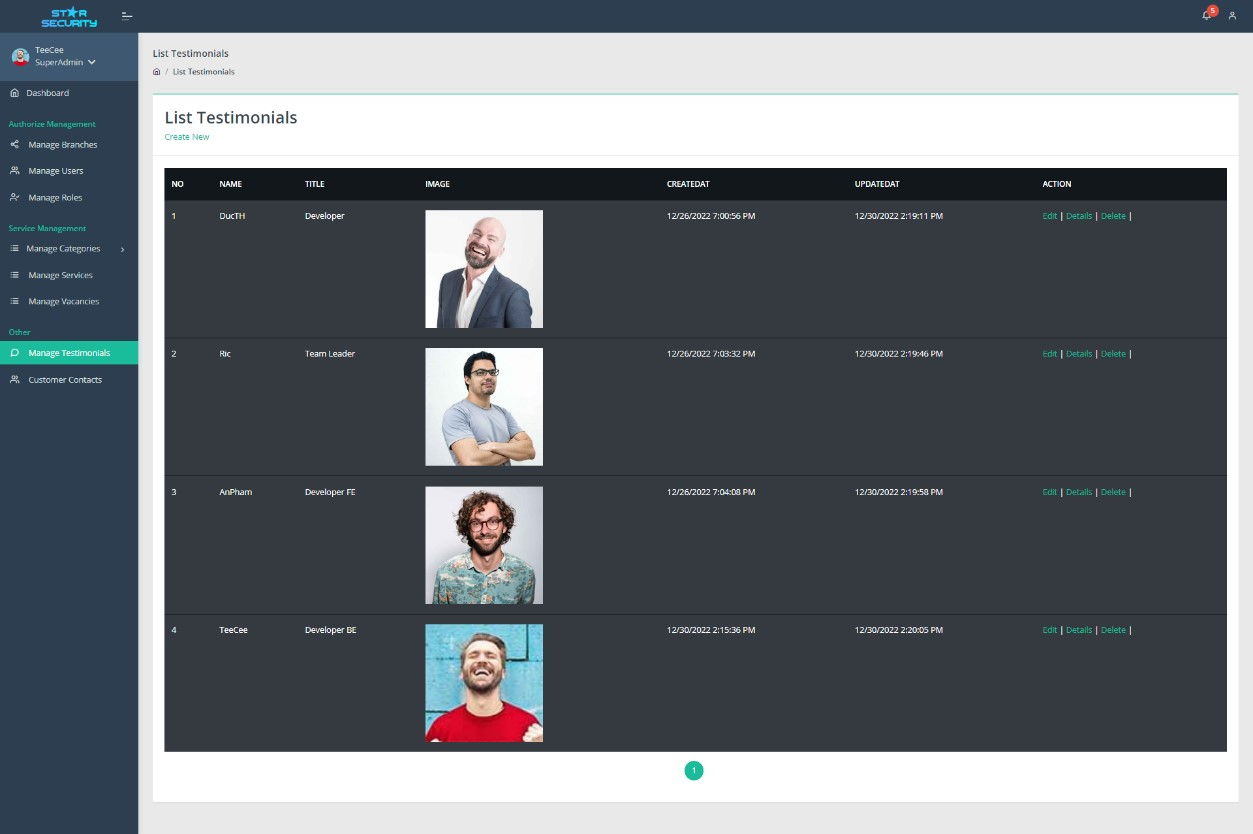 STAR
SECURITY
5
TeeCee
SuperAdmin
Dashboard
Authorize Management
Manage Branches
Manage Users
Manage Roles
Service Management
Manage Categories
Manage Services
Manage Vacancies
Other
Manage Testimonials
Customer Contacts
List Testimonials
/ List Testimonials
List Testimonials
Create New
NO NAME TITLE IMAGE CREATEDAT UPDATEDAT ACTION
1 DucTH Developer 12/26/2022 7:00:56 PM 12/30/2022 2:19:11 PM Edit | Details | Delete |
2 Ric Team Leader 12/26/2022 7:03:32 PM 12/30/2022 2:19:46 PM Edit | Details | Delete |
3 AnPham Developer FE 12/26/2022 7:04:08 PM 12/30/2022 2:19:58 PM Edit | Details | Delete |
4 TeeCee Developer BE 12/30/2022 2:15:36 PM 12/30/2022 2:20:05 PM Edit | Details | Delete |
1